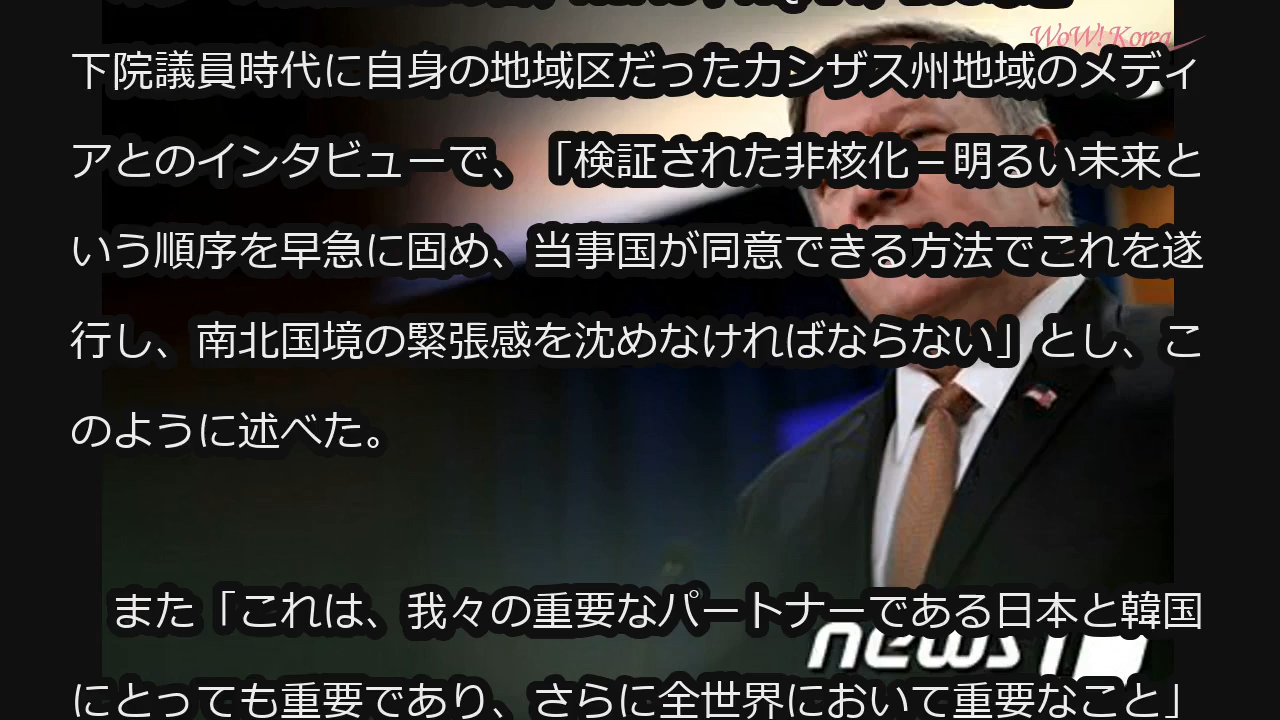 WoW! Korea
下院議員時代に自身の地域区だったカンザス州地域のメディ
アとのインタビューで、「検証された非核化＝明るい未来と
いう順序を早急に固め、当事国が同意できる方法でこれを遂
行し、南北国境の緊張感を沈めなければならない」とし、こ
のように述べた。
また「これは、我々の重要なパートナーである日本と韓国
にとっても重要であり、さらに全世界において重要なこと」
news1